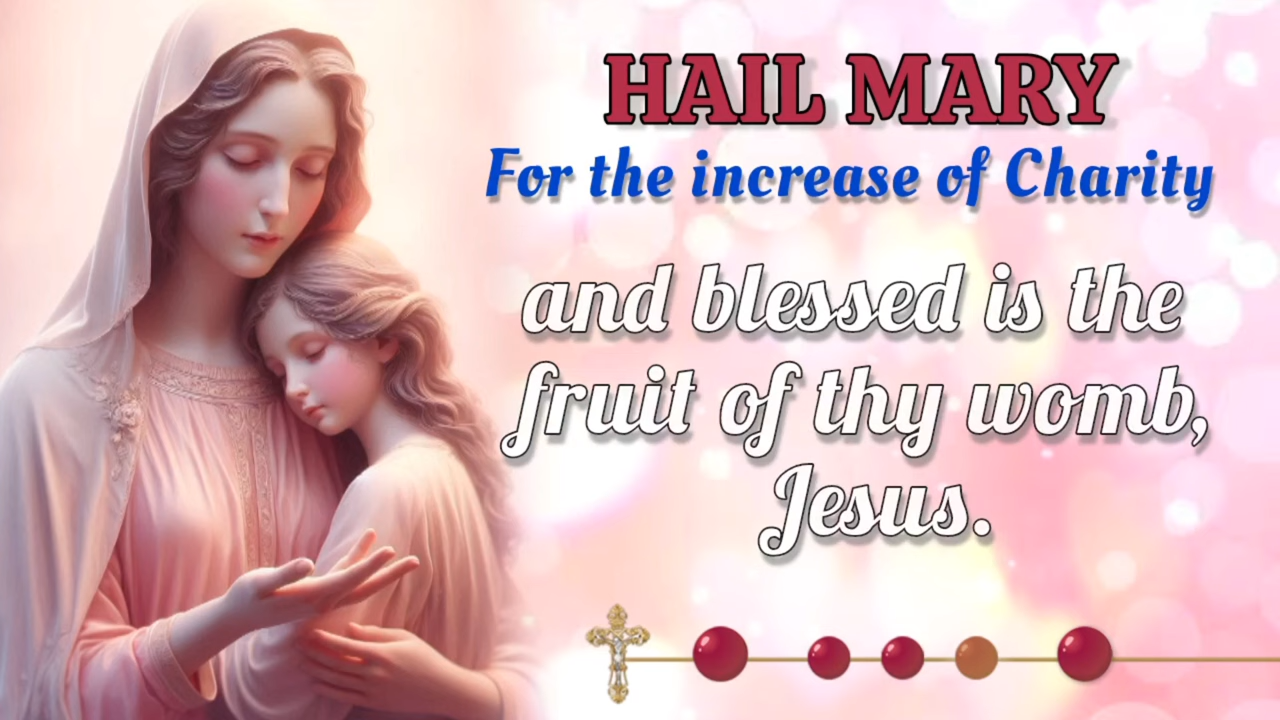 HAIL MARY
For the increase of Charity
and blessed is the
fruit of thy womb,
Jesus.